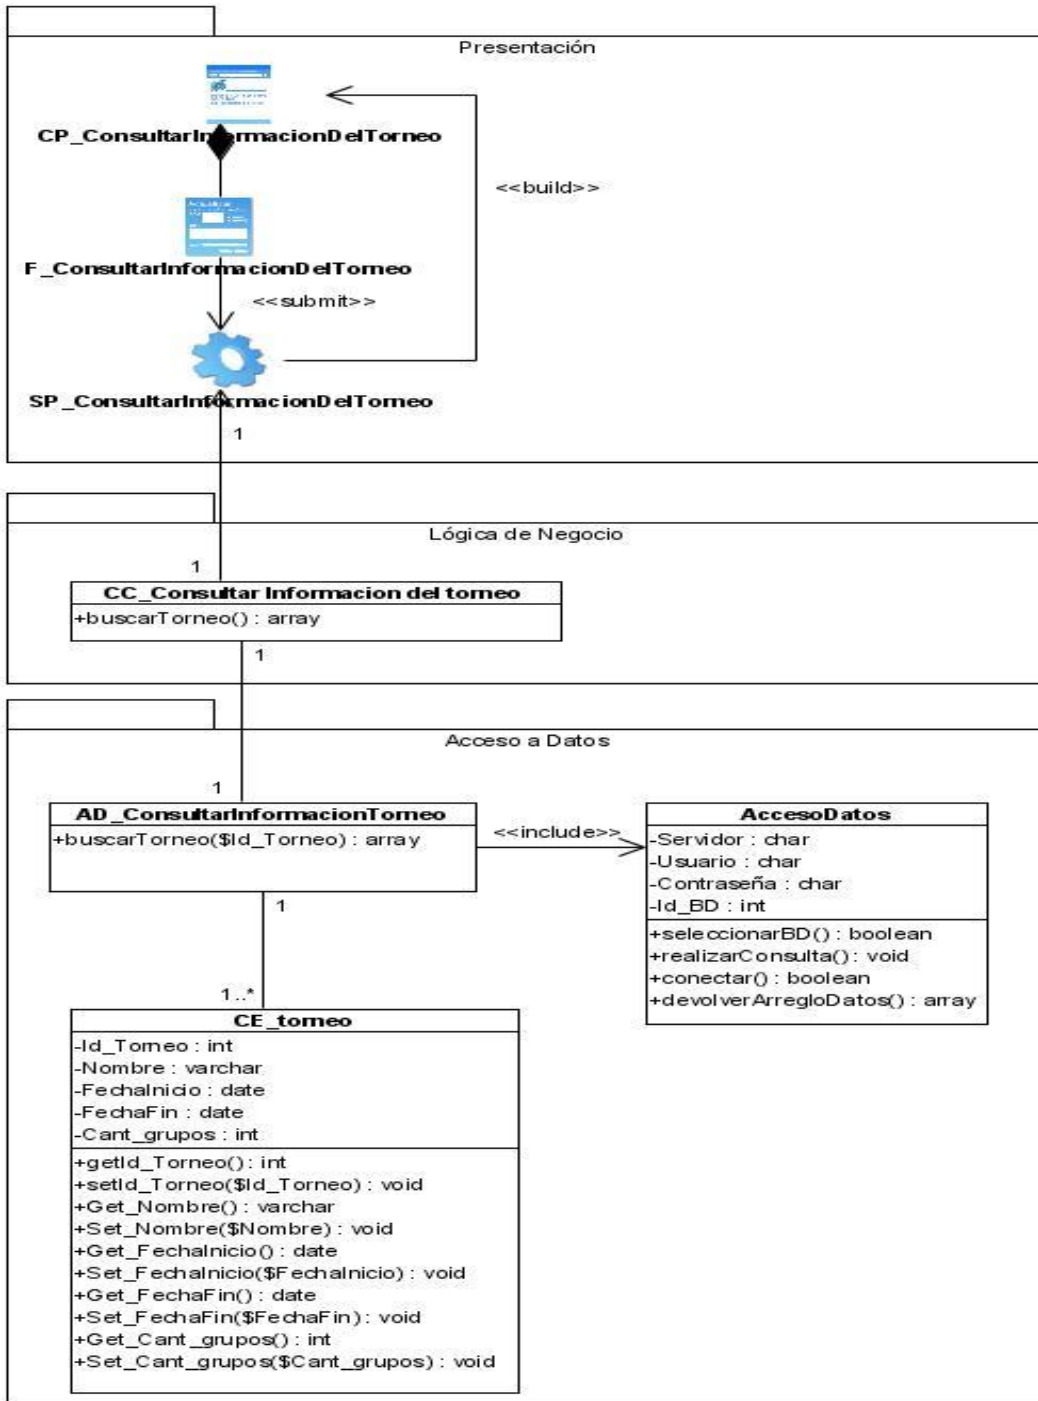 Presentación
CP_ConsultarInformacionDelTorneo
<<build>>
F_ConsultarInformacionDelTorneo
<<submit>>
SP_ConsultarInformacionDelTorneo
1
Lógica de Negocio
1
CC_Consultar Informacion del torneo
+buscarTorneo() : array
1
Acceso a Datos
1
AD_ConsultarInformacionTorneo
+buscarTorneo($Id_Torneo) : array
<<include>>
AccesoDatos
-Servidor : char
-Usuario : char
-Contraseña : char
-Id_BD : int
+seleccionarBD() : boolean
+realizarConsulta() : void
+conectar() : boolean
+devolverArregloDatos() : array
1
1..*
CE_torneo
-Id_Torneo : int
-Nombre : varchar
-FechaInicio : date
-FechaFin : date
-Cant_grupos : int
+getId_Torneo() : int
+setId_Torneo($Id_Torneo) : void
+Get_Nombre() : varchar
+Set_Nombre($Nombre) : void
+Get_FechaInicio() : date
+Set_FechaInicio($FechaInicio) : void
+Get_FechaFin() : date
+Set_FechaFin($FechaFin) : void
+Get_Cant_grupos() : int
+Set_Cant_grupos($Cant_grupos) : void